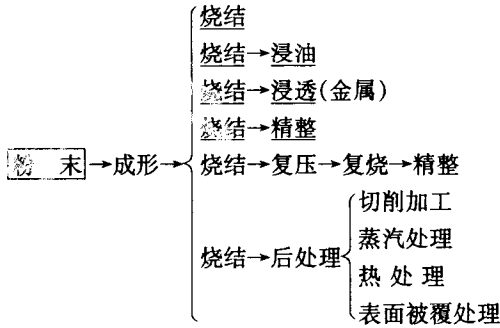 烧结
烧结→浸油
烧结→浸透(金属)
烧结→精整
粉 末→成形→烧结→复压→复烧→精整
切削加工
蒸汽处理
烧结→后处理
热 处 理
表面被覆处理